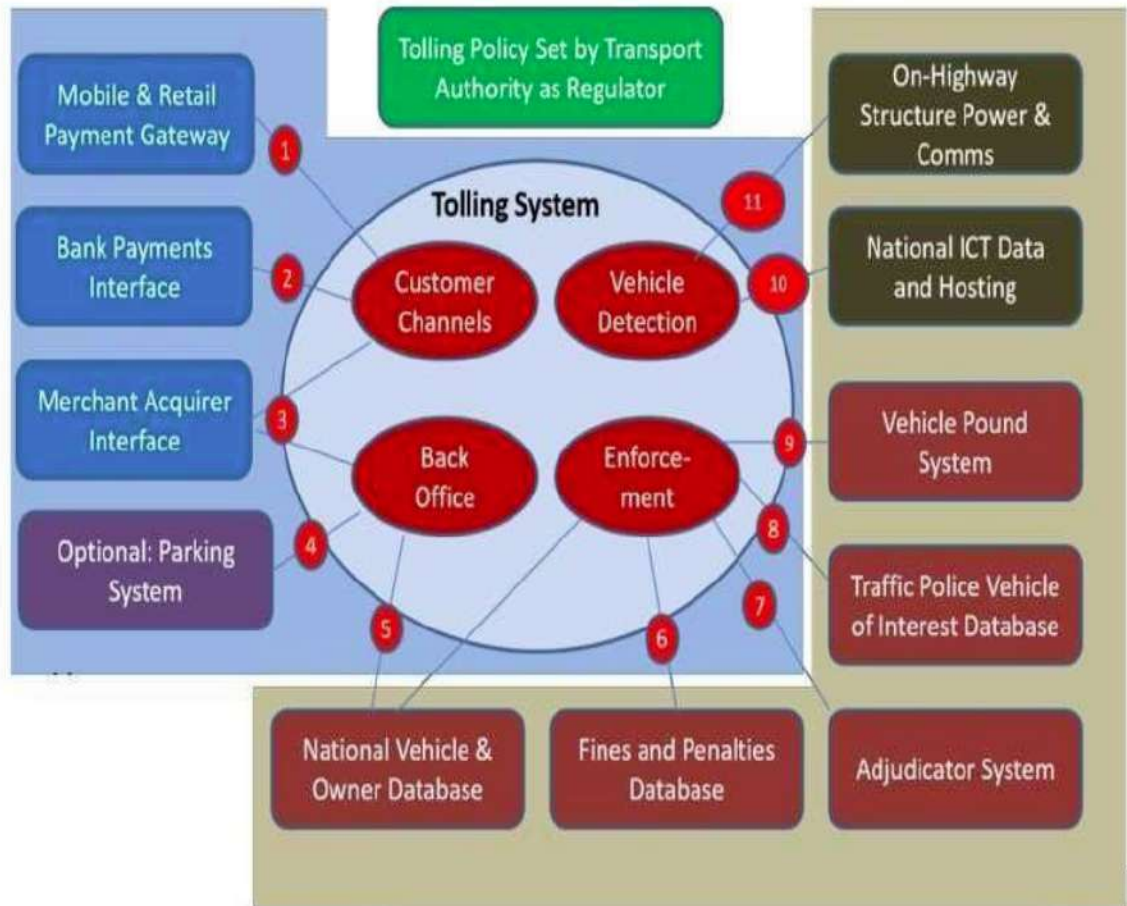 Tolling Policy Set by Transport
Authority as Regulator
Mobile & Retail
Payment Gateway
1
On-Highway
Structure Power &
Comms
11
Tolling System
Bank Payments
Interface
2
Customer
Channels
Vehicle
Detection
10
National ICT Data
and Hosting
Merchant Acquirer
Interface
3
Back
Office
Enforce-
ment
9
Vehicle Pound
System
Optional: Parking
System
4
8
Traffic Police Vehicle
of Interest Database
5
6
7
National Vehicle &
Owner Database
Fines and Penalties
Database
Adjudicator System